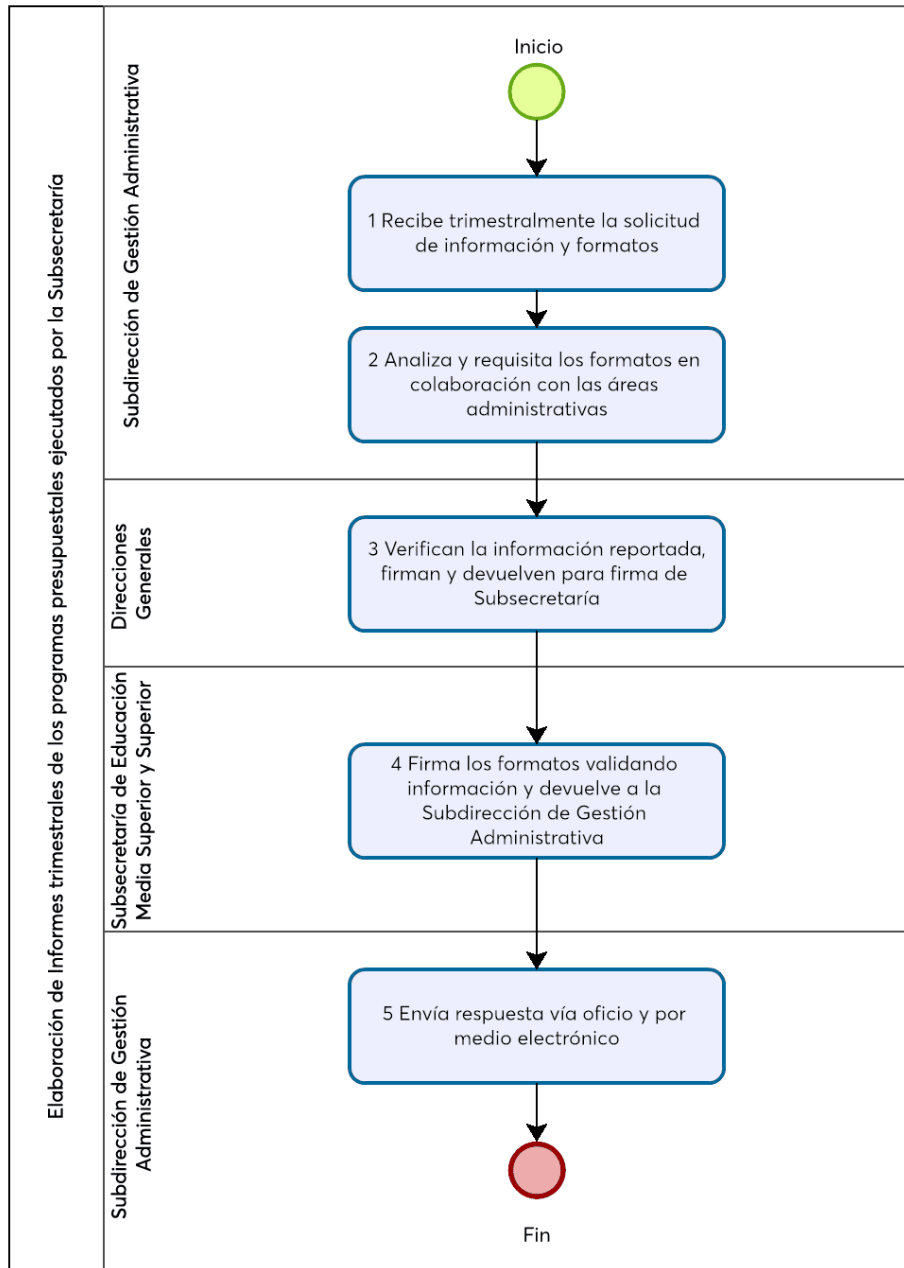 Elaboración de Informes trimestrales de los programas presupuestales ejecutados por la Subsecretaría
Subdirección de Gestión Administrativa
Inicio
1 Recibe trimestralmente la solicitud
de información y formatos
2 Analiza y requisita los formatos en
colaboración con las áreas
administrativas
Direcciones
Generales
3 Verifican la información reportada,
firman y devuelven para firma de
Subsecretaría
Subsecretaría de Educación
Media Superior y Superior
4 Firma los formatos validando
información y devuelve a la
Subdirección de Gestión
Administrativa
Subdirección de Gestión
Administrativa
5 Envía respuesta vía oficio y por
medio electrónico
Fin